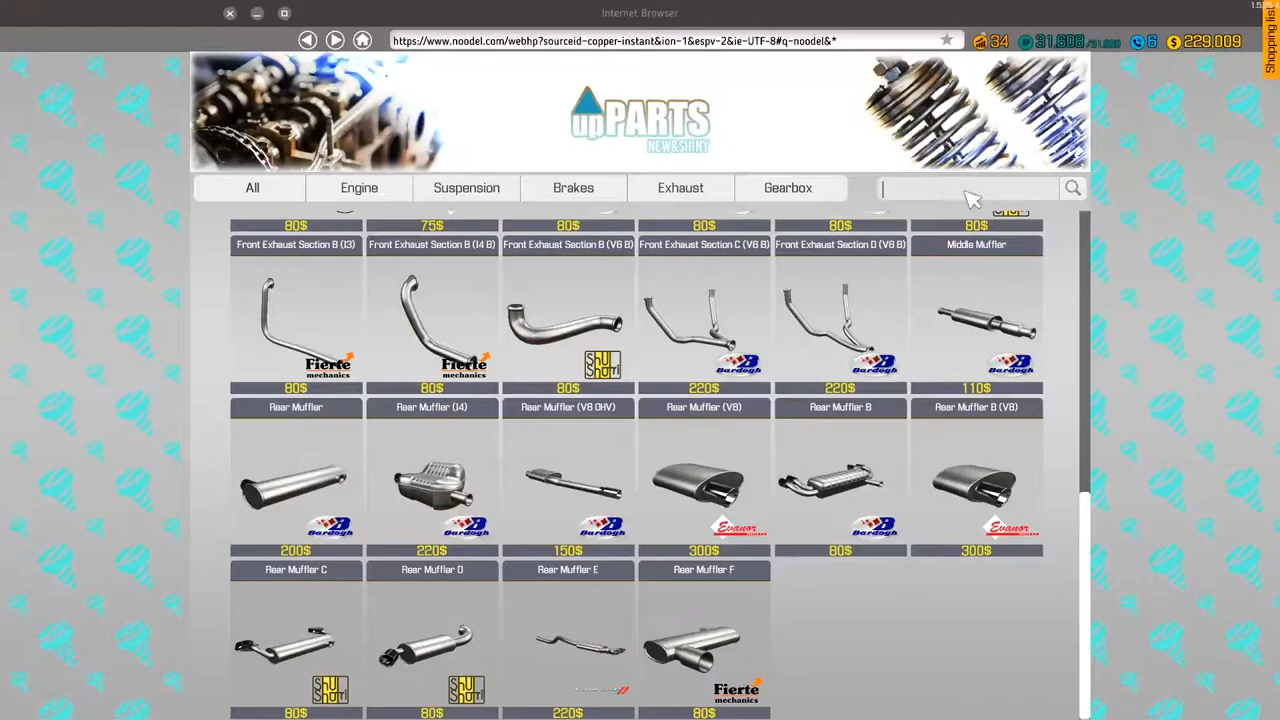 Internet Browser
https://www.noodel.com/webhp?sourceid-copper-instant&ion-1&espv-2&ie-UTF-8#q-noodel&*
34
31,608
6
$ 229,009
Shopping list
upPARTS
NEW&SHINY
All
Engine
Suspension
Brakes
Exhaust
Gearbox
80$
75$
80$
80$
80$
80$
Front Exhaust Section B (I3)
Front Exhaust Section B (I4 B)
Front Exhaust Section B (V6 B)
Front Exhaust Section C (V6 B)
Front Exhaust Section D (V6 B)
Middle Muffler
Fierte
mechanics
Fierte
mechanics
Bardogh
Bardogh
Bardogh
80$
80$
80$
220$
220$
110$
Rear Muffler
Rear Muffler (I4)
Rear Muffler (V8 OHV)
Rear Muffler (V8)
Rear Muffler B
Rear Muffler B (V8)
Bardogh
Bardogh
Bardogh
Evanor
Bardogh
Evanor
200$
220$
150$
300$
80$
300$
Rear Muffler C
Rear Muffler D
Rear Muffler E
Rear Muffler F
Fierte
mechanics
80$
80$
220$
80$